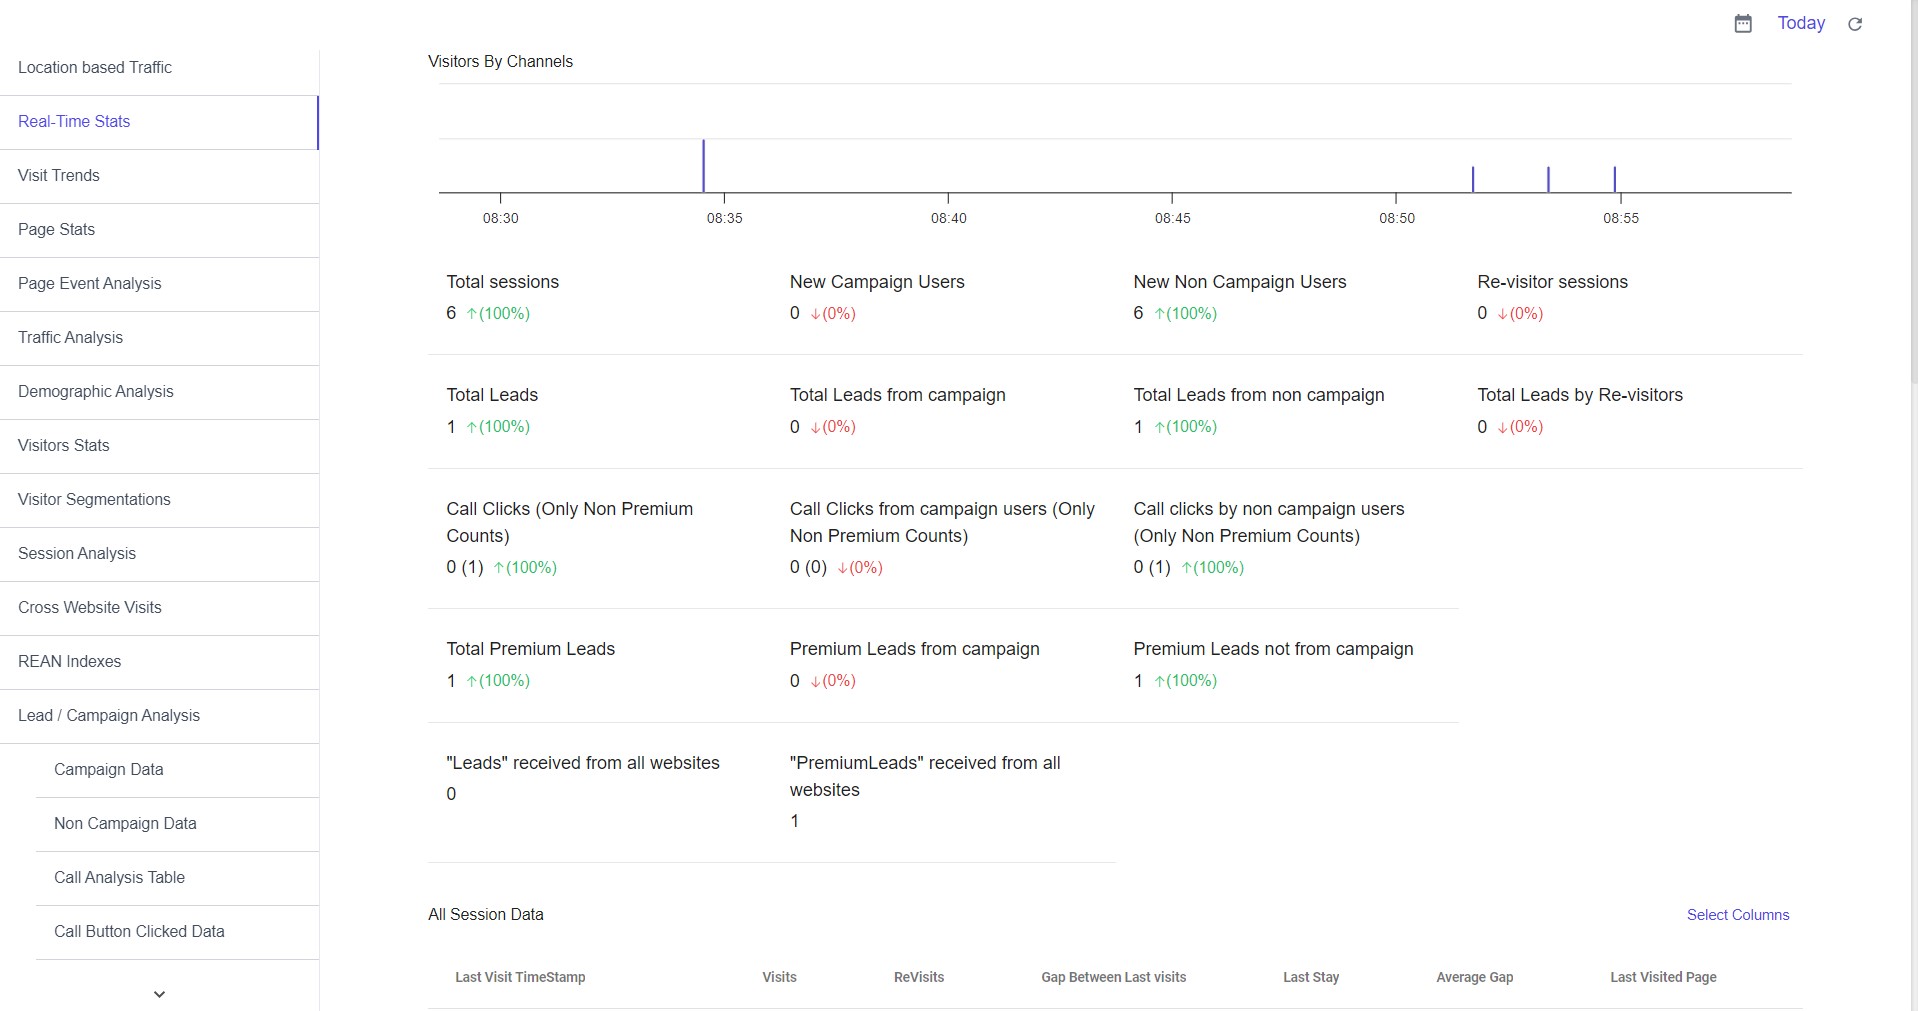 Today
Location based Traffic
Real-Time Stats
Visit Trends
Page Stats
Page Event Analysis
Traffic Analysis
Demographic Analysis
Visitors Stats
Visitor Segmentations
Session Analysis
Cross Website Visits
REAN Indexes
Lead / Campaign Analysis
Campaign Data
Non Campaign Data
Call Analysis Table
Call Button Clicked Data
Visitors By Channels
08:30 08:35 08:40 08:45 08:50 08:55
Total sessions
6 ↑(100%)
New Campaign Users
0 ↓(0%)
New Non Campaign Users
6 ↑(100%)
Re-visitor sessions
0 ↓(0%)
Total Leads
1 ↑(100%)
Total Leads from campaign
0 ↓(0%)
Total Leads from non campaign
1 ↑(100%)
Total Leads by Re-visitors
0 ↓(0%)
Call Clicks (Only Non Premium
Counts)
0 (1) ↑(100%)
Call Clicks from campaign users (Only
Non Premium Counts)
0 (0) ↓(0%)
Call clicks by non campaign users
(Only Non Premium Counts)
0 (1) ↑(100%)
Total Premium Leads
1 ↑(100%)
Premium Leads from campaign
0 ↓(0%)
Premium Leads not from campaign
1 ↑(100%)
"Leads" received from all websites
0
"PremiumLeads" received from all
websites
1
All Session Data
Select Columns
Last Visit TimeStamp Visits ReVisits Gap Between Last visits Last Stay Average Gap Last Visited Page